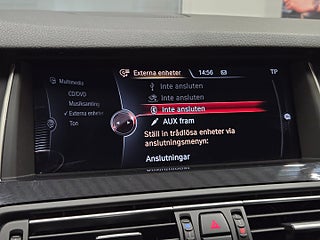 Externa enheter 14:56 TP
Multimedia
CD/DVD
Musiksamling
Externa enheter
Ton
Inte ansluten
Inte ansluten
Inte ansluten
AUX fram
Ställ in trådlösa enheter via
anslutningsmenyn:
Anslutningar